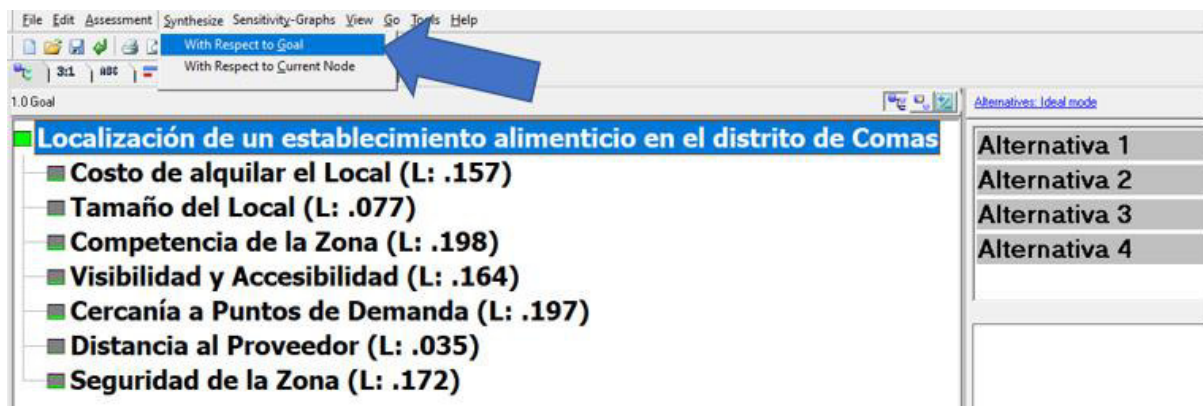 File Edit Assessment Synthesize Sensitivity-Graphs View Go Tools Help
With Respect to Goal
With Respect to Current Node
3:1 ABC
1.0 Goal
Alternatives: Ideal mode
Localización de un establecimiento alimenticio en el distrito de Comas
Costo de alquilar el Local (L: .157)
Tamaño del Local (L: .077)
Competencia de la Zona (L: .198)
Visibilidad y Accesibilidad (L: .164)
Cercanía a Puntos de Demanda (L: .197)
Distancia al Proveedor (L: .035)
Seguridad de la Zona (L: .172)
Alternativa 1
Alternativa 2
Alternativa 3
Alternativa 4